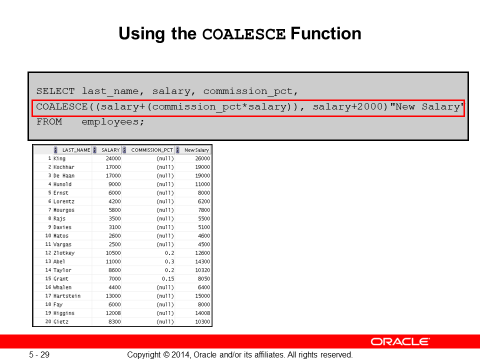 Using the COALESCE Function
SELECT last_name, salary, commission_pct,
COALESCE((salary+(commission_pct*salary)), salary+2000)"New Salary"
FROM employees;
LAST_NAME SALARY COMMISSION_PCT New Salary
1 King 24000 (null) 26000
2 Kochhar 17000 (null) 19000
3 De Haan 17000 (null) 19000
4 Hunold 9000 (null) 11000
5 Ernst 6000 (null) 8000
6 Lorentz 4200 (null) 6200
7 Mourgos 5800 (null) 7800
8 Rajs 3500 (null) 5500
9 Davies 3100 (null) 5100
10 Matos 2600 (null) 4600
11 Vargas 2500 (null) 4500
12 Zlotkey 10500 0.2 12600
13 Abel 11000 0.3 14300
14 Taylor 8600 0.2 10320
15 Grant 7000 0.15 8050
16 Whalen 4400 (null) 6400
17 Hartstein 13000 (null) 15000
18 Fay 6000 (null) 8000
19 Higgins 12008 (null) 14008
20 Gietz 8300 (null) 10300
ORACLE
5 - 29 Copyright © 2014, Oracle and/or its affiliates. All rights reserved.